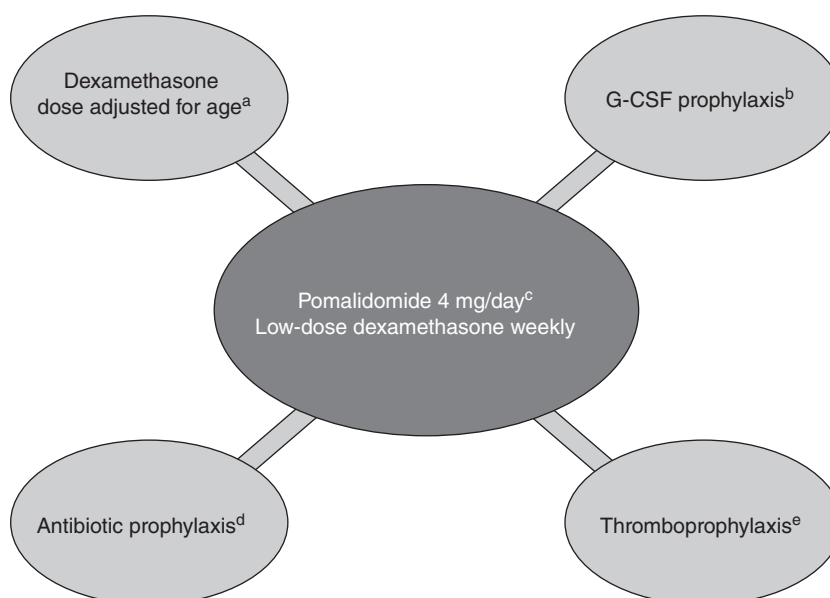 Dexamethasone
dose adjusted for ageᵃ
G-CSF prophylaxisᵇ
Pomalidomide 4 mg/dayᶜ
Low-dose dexamethasone weekly
Antibiotic prophylaxisᵈ
Thromboprophylaxisᵉ